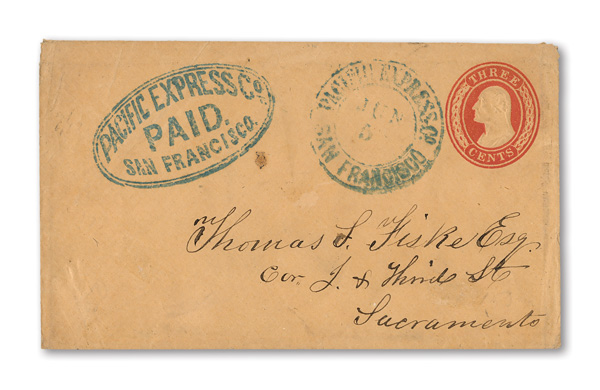 PACIFIC EXPRESS Co.
PAID.
SAN FRANCISCO.
PACIFIC EXPRESS Co
JUN
5
SAN FRANCISCO
THREE
CENTS
Thomas S. Fiske Esq.
Cor J & Third St
Sacramento